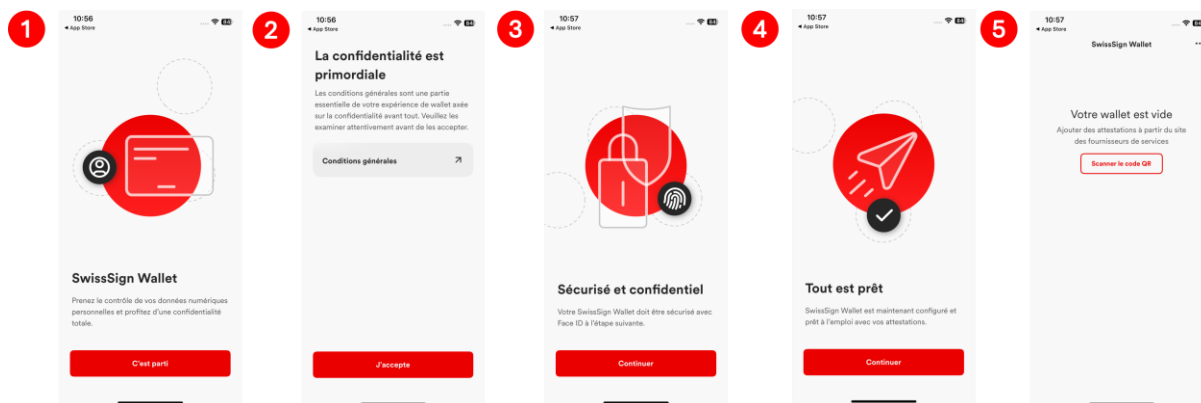 1
10:56
84
◀ App Store
SwissSign Wallet
Prenez le contrôle de vos données numériques
personnelles et profitez d'une confidentialité
totale.
C'est parti
2
10:56
84
◀ App Store
La confidentialité est
primordiale
Les conditions générales sont une partie
essentielle de votre expérience de wallet axée
sur la confidentialité avant tout. Veuillez les
examiner attentivement avant de les accepter.
Conditions générales
J'accepte
3
10:57
84
◀ App Store
Sécurisé et confidentiel
Votre SwissSign Wallet doit être sécurisé avec
Face ID à l'étape suivante.
Continuer
4
10:57
84
◀ App Store
Tout est prêt
SwissSign Wallet est maintenant configuré et
prêt à l'emploi avec vos attestations.
Continuer
5
10:57
84
◀ App Store
SwissSign Wallet
Votre wallet est vide
Ajouter des attestations à partir du site
des fournisseurs de services
Scanner le code QR